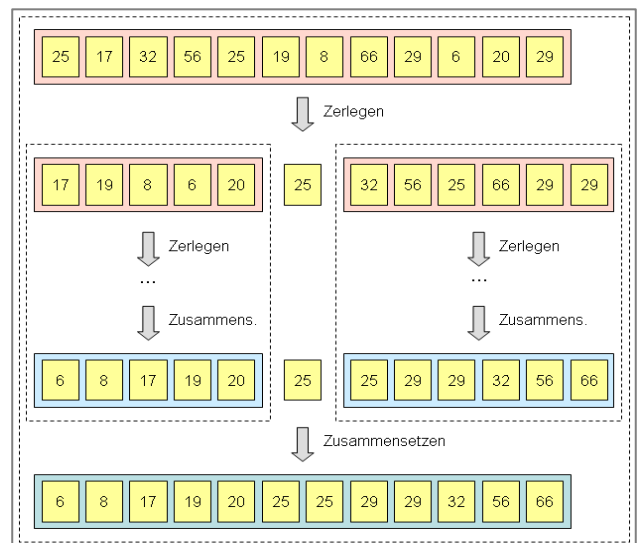 25 17 32 56 25 19 8 66 29 6 20 29
Zerlegen
17 19 8 6 20 25 32 56 25 66 29 29
Zerlegen Zerlegen
... ...
Zusammens. Zusammens.
6 8 17 19 20 25 25 29 29 32 56 66
Zusammensetzen
6 8 17 19 20 25 25 29 29 32 56 66